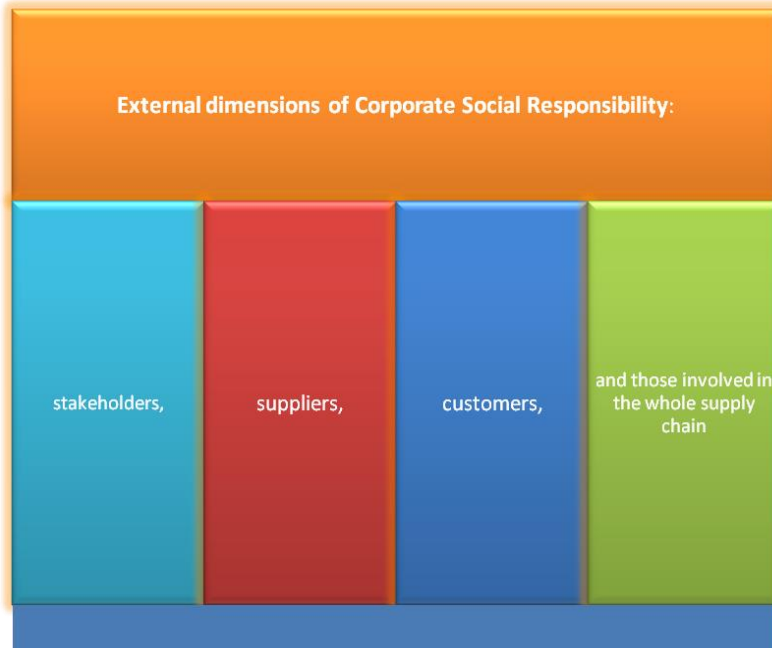 External dimensions of Corporate Social Responsibility:
stakeholders,
suppliers,
customers,
and those involved in
the whole supply
chain